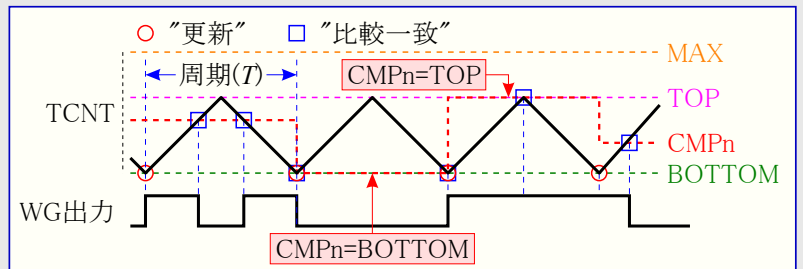 "更新" "比較一致"
MAX
周期(T)
CMPn=TOP
TOP
TCNT
CMPn
BOTTOM
WG出力
CMPn=BOTTOM